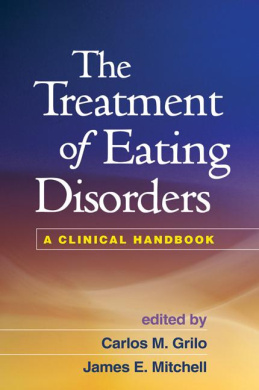 The
Treatment
of Eating
Disorders
A CLINICAL HANDBOOK
edited by
Carlos M. Grilo
James E. Mitchell